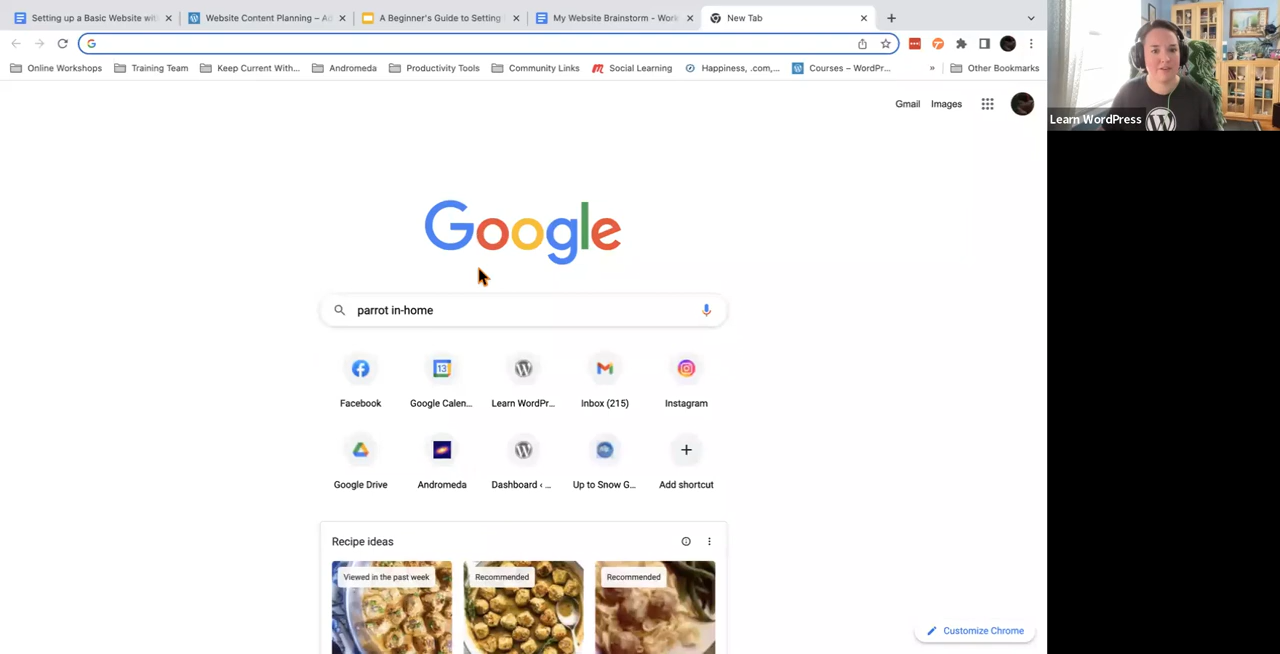 Setting up a Basic Website wit
Website Content Planning – Ad
A Beginner's Guide to Setting
My Website Brainstorm - Work
New Tab
Online Workshops
Training Team
Keep Current With...
Andromeda
Productivity Tools
Community Links
Social Learning
Happiness, .com,...
Courses – WordPr...
»
Other Bookmarks
Learn WordPress
Gmail
Images
Google
parrot in-home
Facebook
Google Calen...
Learn WordPr...
Inbox (215)
Instagram
Google Drive
Andromeda
Dashboard ‹ ...
Up to Snow G...
Add shortcut
Recipe ideas
Viewed in the past week
Recommended
Recommended
Customize Chrome